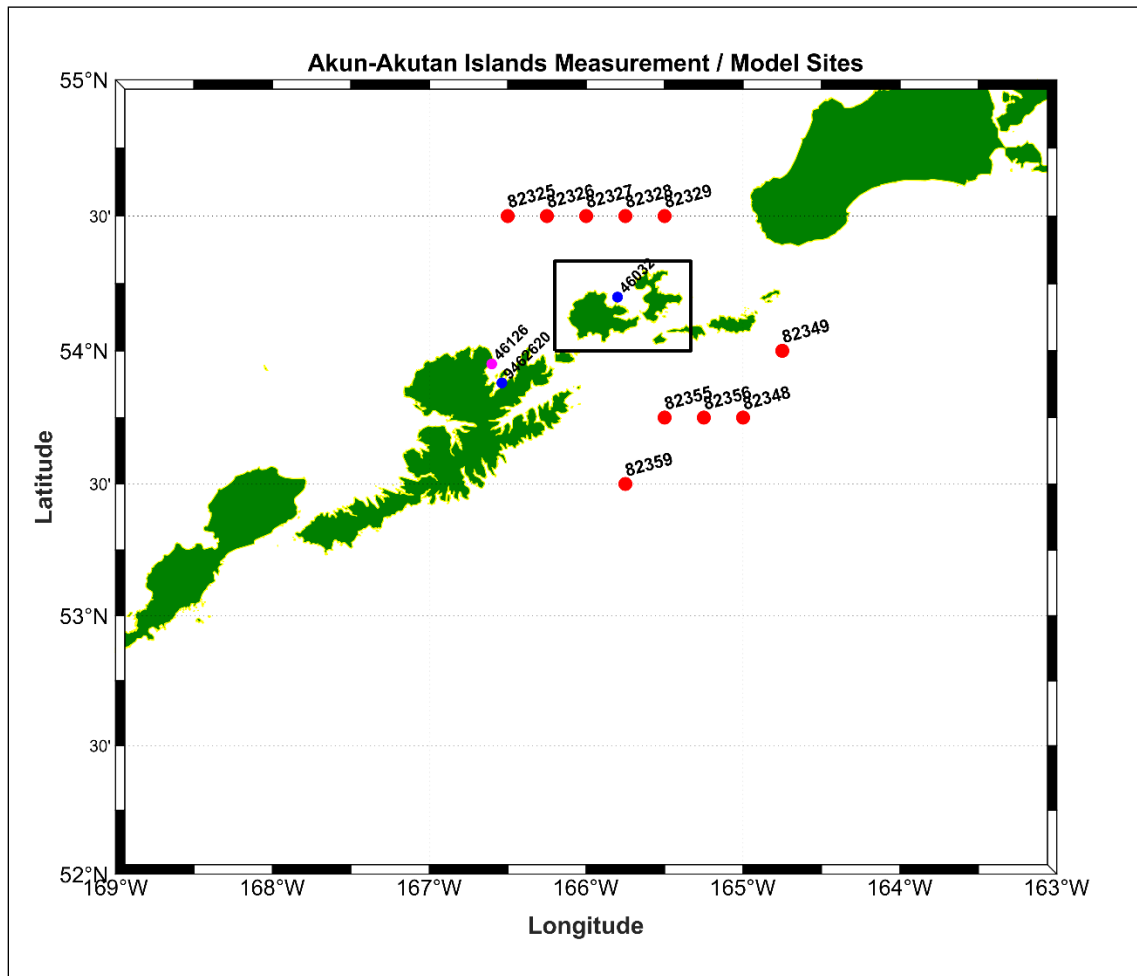 Akun-Akutan Islands Measurement / Model Sites
55°N
82325 82326 82327 82328 82329
30'
46032
54°N
82349
46126
9462620
82355 82356 82348
82359
30'
Latitude
53°N
30'
52°N
169°W 168°W 167°W 166°W 165°W 164°W 163°W
Longitude